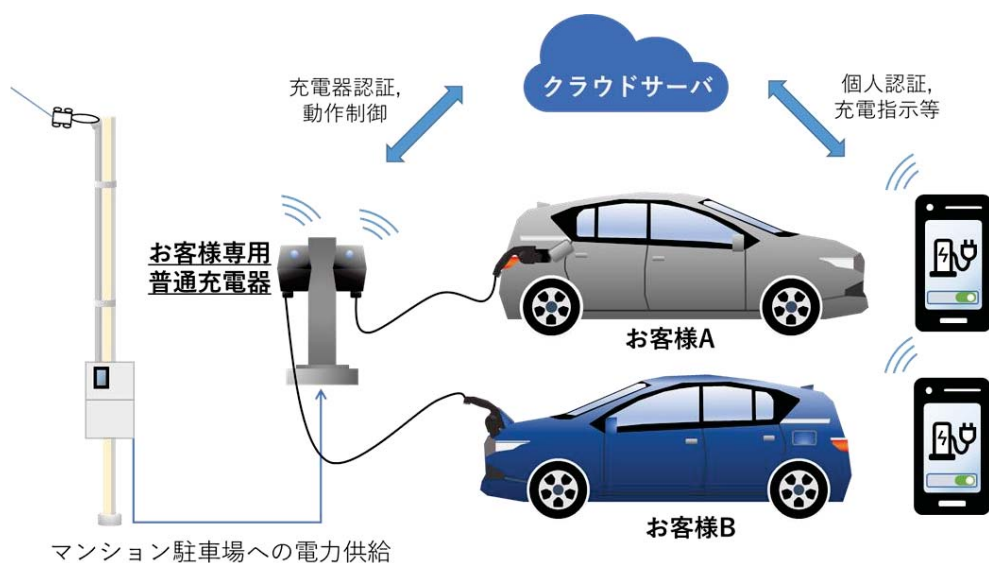 クラウドサーバ
充電器認証,
動作制御
個人認証,
充電指示等
お客様専用
普通充電器
お客様A
お客様B
マンション駐車場への電力供給